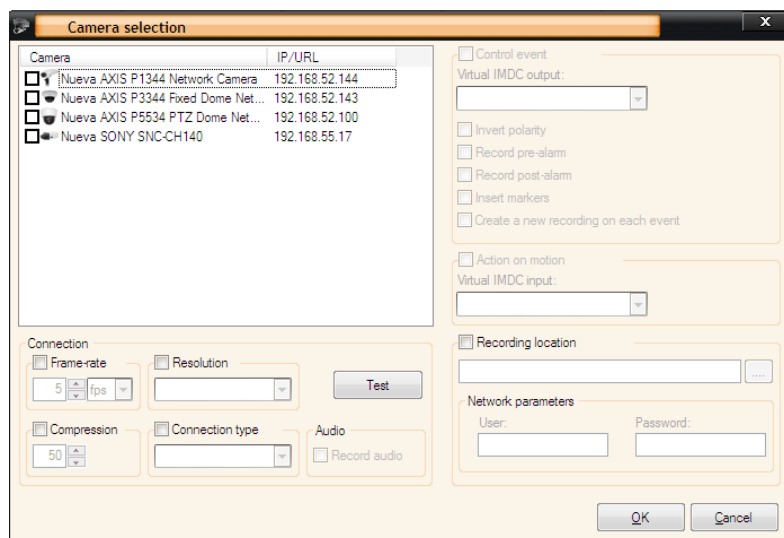 Camera selection
x
Camera IP/URL
Nueva AXIS P1344 Network Camera 192.168.52.144
Nueva AXIS P3344 Fixed Dome Net... 192.168.52.143
Nueva AXIS P5534 PTZ Dome Net... 192.168.52.100
Nueva SONY SNC-CH140 192.168.55.17
Control event
Virtual IMDC output:
Invert polarity
Record pre-alarm
Record post-alarm
Insert markers
Create a new recording on each event
Action on motion
Virtual IMDC input:
Connection
Frame-rate
5 fps
Resolution
Test
Compression
50
Connection type
Audio
Record audio
Recording location
....
Network parameters
User:
Password:
OK
Cancel